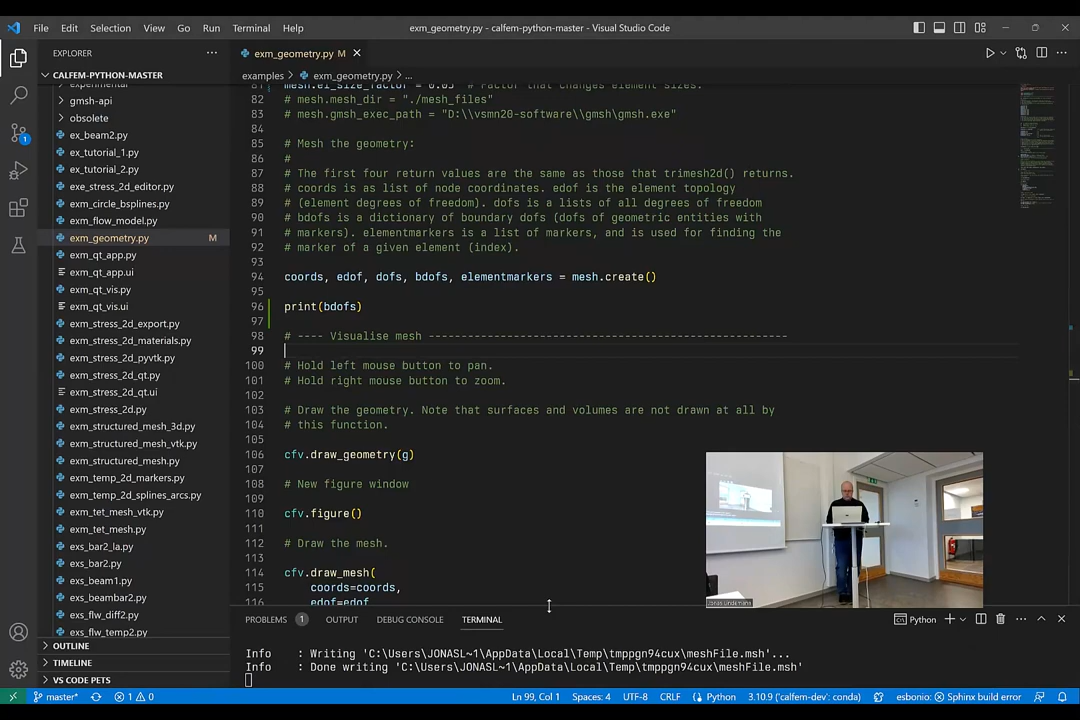 File Edit Selection View Go Run Terminal Help
exm_geometry.py - calfem-python-master - Visual Studio Code
EXPLORER
exm_geometry.py M
CALFEM-PYTHON-MASTER
examples > exm_geometry.py > ...
experimental
gmsh-api
obsolete
ex_beam2.py
ex_tutorial_1.py
ex_tutorial_2.py
exe_stress_2d_editor.py
exm_circle_bsplines.py
exm_flow_model.py
exm_geometry.py M
exm_qt_app.py
exm_qt_app.ui
exm_qt_vis.py
exm_qt_vis.ui
exm_stress_2d_export.py
exm_stress_2d_materials.py
exm_stress_2d_pyvtk.py
exm_stress_2d_qt.py
exm_stress_2d_qt.ui
exm_stress_2d.py
exm_structured_mesh_3d.py
exm_structured_mesh_vtk.py
exm_structured_mesh.py
exm_temp_2d_markers.py
exm_temp_2d_splines_arcs.py
exm_tet_mesh_vtk.py
exm_tet_mesh.py
exs_bar2_la.py
exs_bar2.py
exs_beam1.py
exs_beambar2.py
exs_flw_diff2.py
exs_flw_temp2.py
OUTLINE
TIMELINE
VS CODE PETS
1
81 mesh.el_size_factor = 0.05 # Factor that changes element sizes.
82 # mesh.mesh_dir = "./mesh_files"
83 # mesh.gmsh_exec_path = "D:\\vsmn20-software\\gmsh\gmsh.exe"
84
85 # Mesh the geometry:
86 #
87 # The first four return values are the same as those that trimesh2d() returns.
88 # coords is as list of node coordinates. edof is the element topology
89 # (element degrees of freedom). dofs is a lists of all degrees of freedom
90 # bdofs is a dictionary of boundary dofs (dofs of geometric entities with
91 # markers). elementmarkers is a list of markers, and is used for finding the
92 # marker of a given element (index).
93
94 coords, edof, dofs, bdofs, elementmarkers = mesh.create()
95
96 print(bdofs)
97
98 # ---- Visualise mesh -------------------------------------------------------
99
100 # Hold left mouse button to pan.
101 # Hold right mouse button to zoom.
102
103 # Draw the geometry. Note that surfaces and volumes are not drawn at all by
104 # this function.
105
106 cfv.draw_geometry(g)
107
108 # New figure window
109
110 cfv.figure()
111
112 # Draw the mesh.
113
114 cfv.draw_mesh(
115 coords=coords,
116 edof=edof
Jonas Lindemann
PROBLEMS 1 OUTPUT DEBUG CONSOLE TERMINAL
Python
Info : Writing 'C:\Users\JONASL~1\AppData\Local\Temp\tmppgn94cux\meshFile.msh'...
Info : Done writing 'C:\Users\JONASL~1\AppData\Local\Temp\tmppgn94cux\meshFile.msh'
master* 1 0 Ln 99, Col 1 Spaces: 4 UTF-8 CRLF Python 3.10.9 ('calfem-dev': conda) esbonio: Sphinx build error